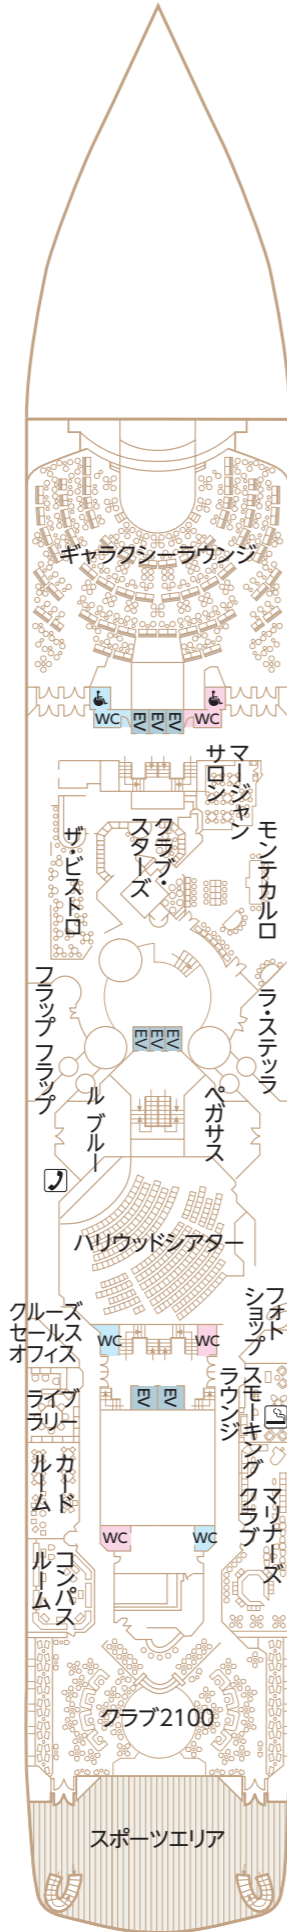 ギャラクシーラウンジ
WC
EV
EV
EV
WC
マージャン
サロン
クラブ・
スターズ
ザ・ビストロ
モンテカルロ
フラップ フラップ
ラ・ステッラ
EV
EV
EV
ル ブルー
ペガサス
ハリウッドシアター
クルーズ
セールス
オフィス
フォト
ショップ
WC
WC
スモーキング
ラウンジ
ライブ
ラリー
EV
EV
カード
ルーム
マリナーズ
クラブ
WC
WC
コンパス
ルーム
クラブ2100
スポーツエリア